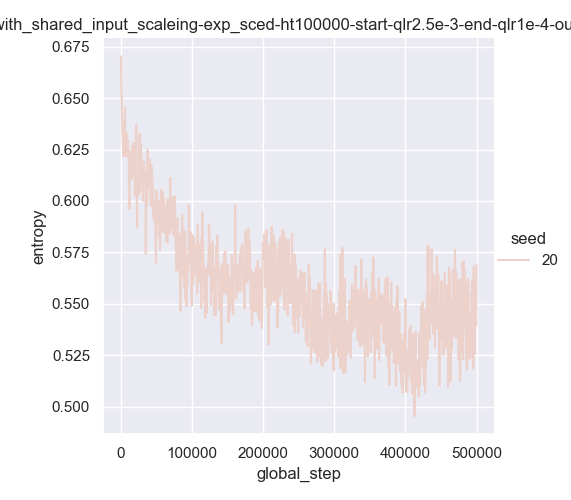 with_shared_input_scaleing-exp_sced-ht100000-start-qlr2.5e-3-end-qlr1e-4-ou
0.675
0.650
0.625
0.600
0.575
0.550
0.525
0.500
entropy
0 100000 200000 300000 400000 500000
global_step
seed
20